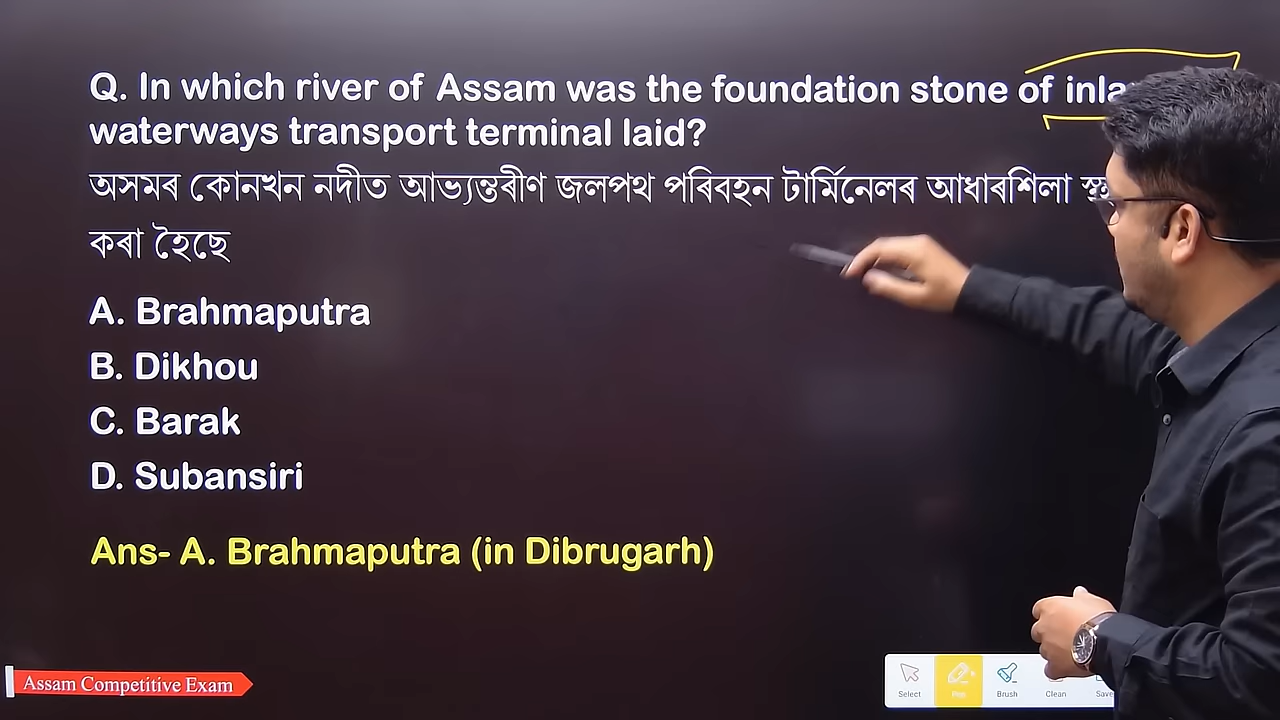 Q. In which river of Assam was the foundation stone of
waterways transport terminal laid?
অসমৰ কোনখন নদীত আভ্যন্তৰীণ জলপথ পৰিবহন টাৰ্মিনেলৰ আধাৰশিলা
কৰা হৈছে
A. Brahmaputra
B. Dikhou
C. Barak
D. Subansiri
Ans- A. Brahmaputra (in Dibrugarh)
Assam Competitive Exam
Select Pen Brush Clean Save